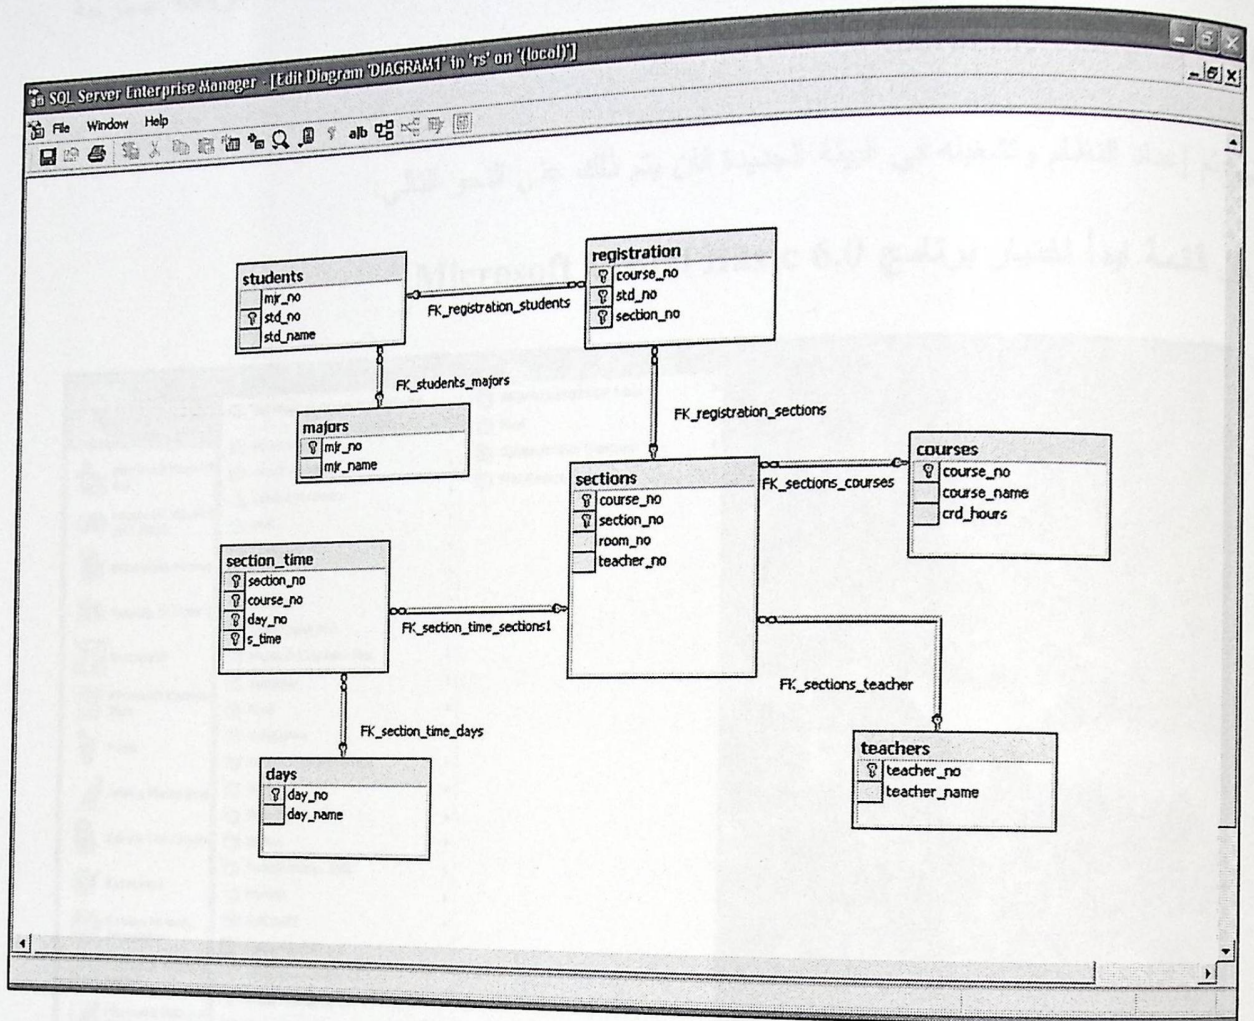 SQL Server Enterprise Manager - [Edit Diagram 'DIAGRAM1' in 'rs' on '(local)']
File Window Help
students
mjr_no
std_no
std_name
FK_registration_students
registration
course_no
std_no
section_no
FK_students_majors
majors
mjr_no
mjr_name
FK_registration_sections
sections
course_no
section_no
room_no
teacher_no
FK_sections_courses
courses
course_no
course_name
crd_hours
section_time
section_no
course_no
day_no
s_time
FK_section_time_sections1
FK_sections_teacher
FK_section_time_days
days
day_no
day_name
teachers
teacher_no
teacher_name